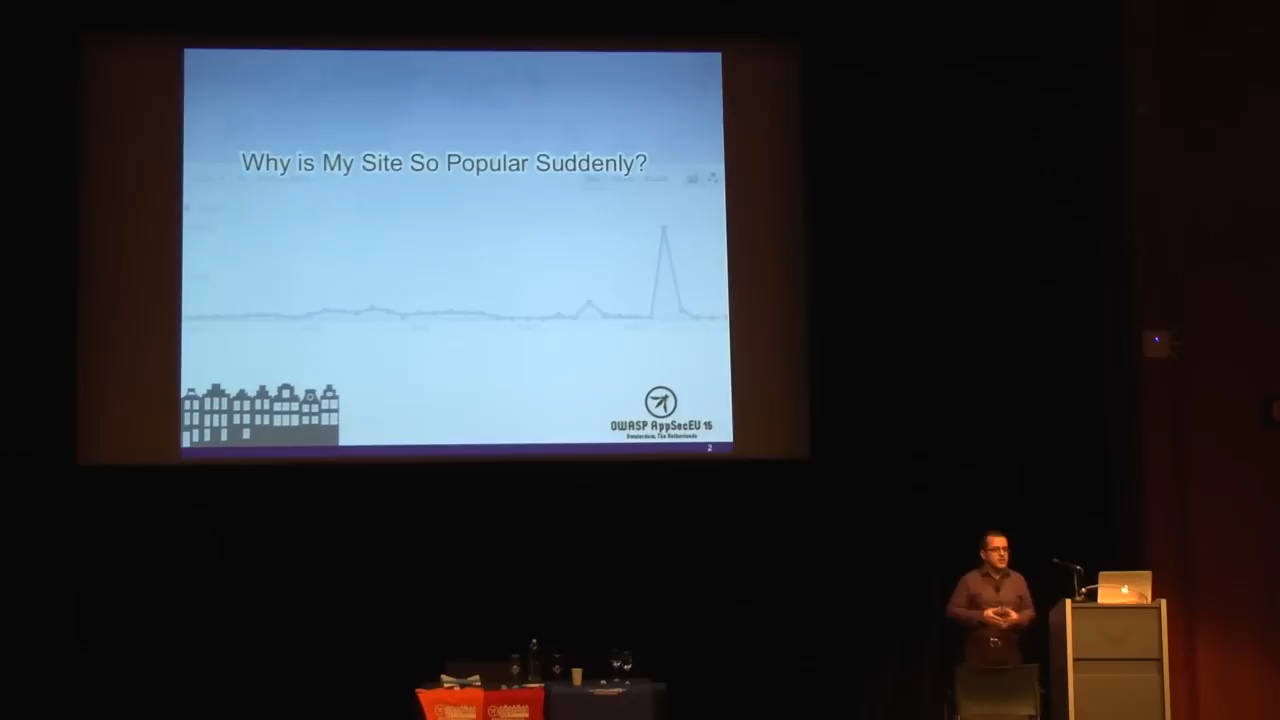 Why is My Site So Popular Suddenly?
OWASP AppSecEU 15
Amsterdam, The Netherlands
2